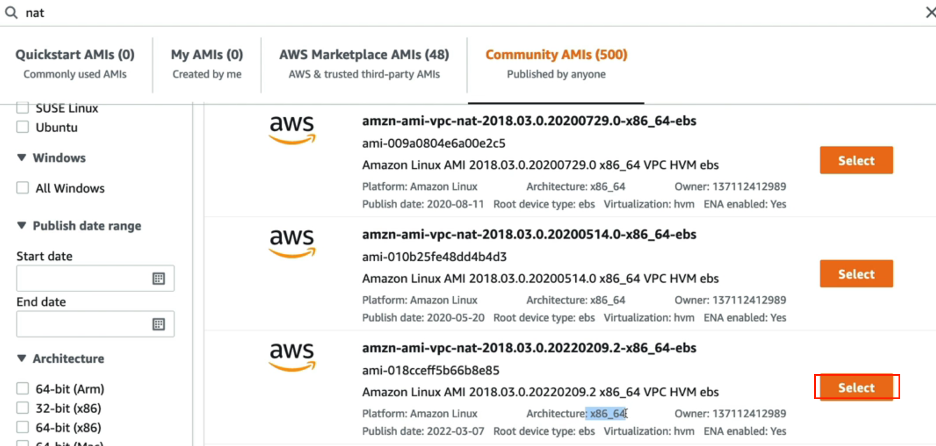 nat
Quickstart AMIs (0)
Commonly used AMIs
My AMIs (0)
Created by me
AWS Marketplace AMIs (48)
AWS & trusted third-party AMIs
Community AMIs (500)
Published by anyone
SUSE Linux
Ubuntu
Windows
All Windows
Publish date range
Start date
End date
Architecture
64-bit (Arm)
32-bit (x86)
64-bit (x86)
64-bit (Mac)
aws
amzn-ami-vpc-nat-2018.03.0.20200729.0-x86_64-ebs
ami-009a0804e6a00e2c5
Amazon Linux AMI 2018.03.0.20200729.0 x86_64 VPC HVM ebs
Platform: Amazon Linux Architecture: x86_64 Owner: 137112412989
Publish date: 2020-08-11 Root device type: ebs Virtualization: hvm ENA enabled: Yes
Select
aws
amzn-ami-vpc-nat-2018.03.0.20200514.0-x86_64-ebs
ami-010b25fe48dd4b4d3
Amazon Linux AMI 2018.03.0.20200514.0 x86_64 VPC HVM ebs
Platform: Amazon Linux Architecture: x86_64 Owner: 137112412989
Publish date: 2020-05-20 Root device type: ebs Virtualization: hvm ENA enabled: Yes
Select
aws
amzn-ami-vpc-nat-2018.03.0.20220209.2-x86_64-ebs
ami-018cceff5b66b8e85
Amazon Linux AMI 2018.03.0.20220209.2 x86_64 VPC HVM ebs
Platform: Amazon Linux Architecture: x86_64 Owner: 137112412989
Publish date: 2022-03-07 Root device type: ebs Virtualization: hvm ENA enabled: Yes
Select